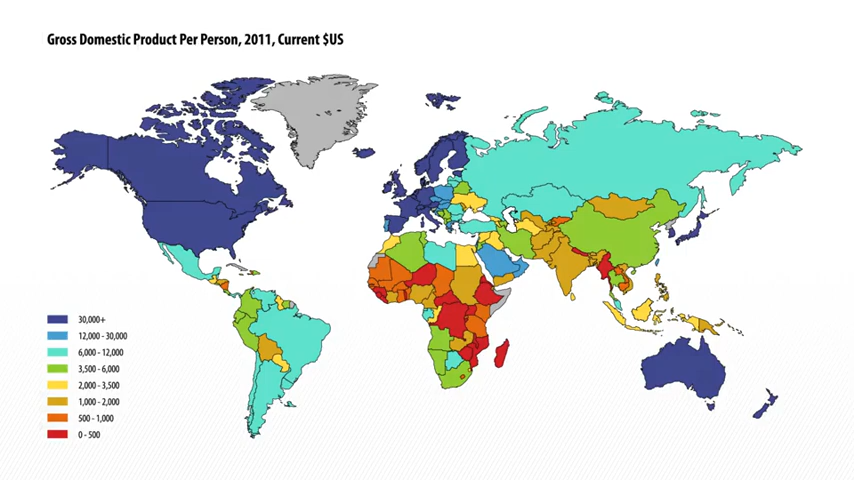 Gross Domestic Product Per Person, 2011, Current $US
30,000+
12,000 - 30,000
6,000 - 12,000
3,500 - 6,000
2,000 - 3,500
1,000 - 2,000
500 - 1,000
0 - 500